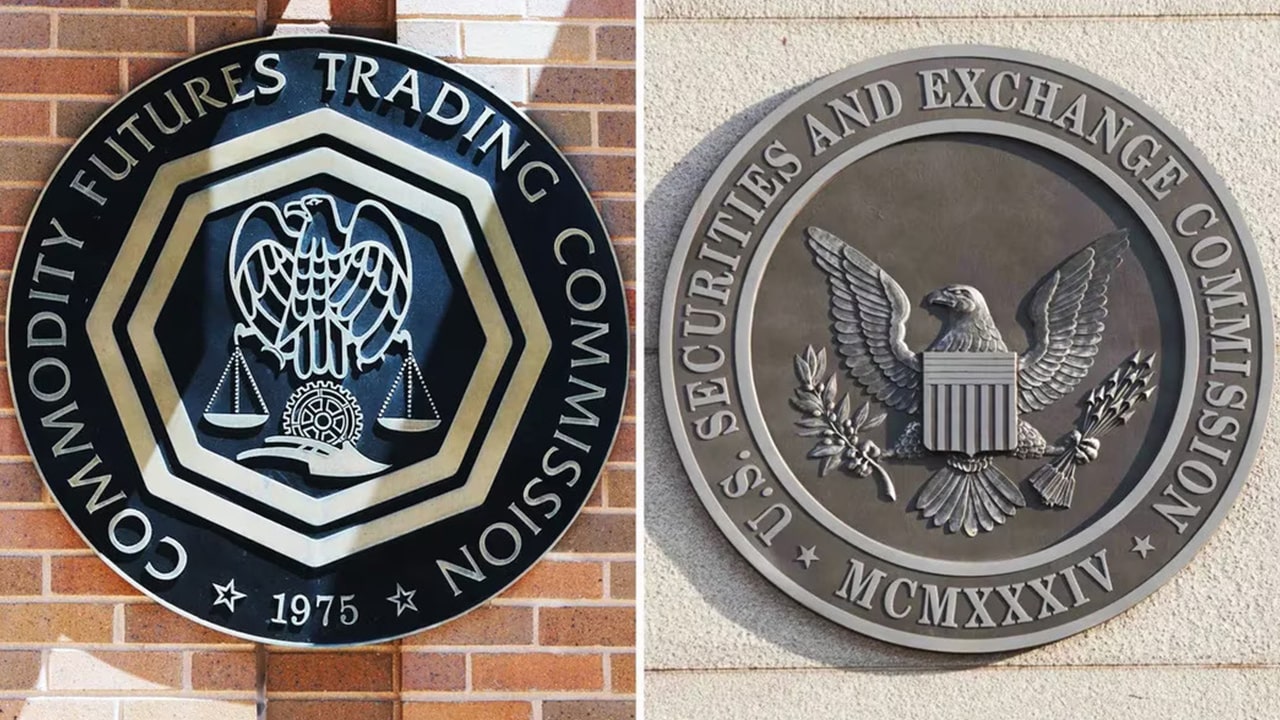 COMMODITY FUTURES TRADING COMMISSION
1975
U.S. SECURITIES AND EXCHANGE COMMISSION
MCMXXXIV